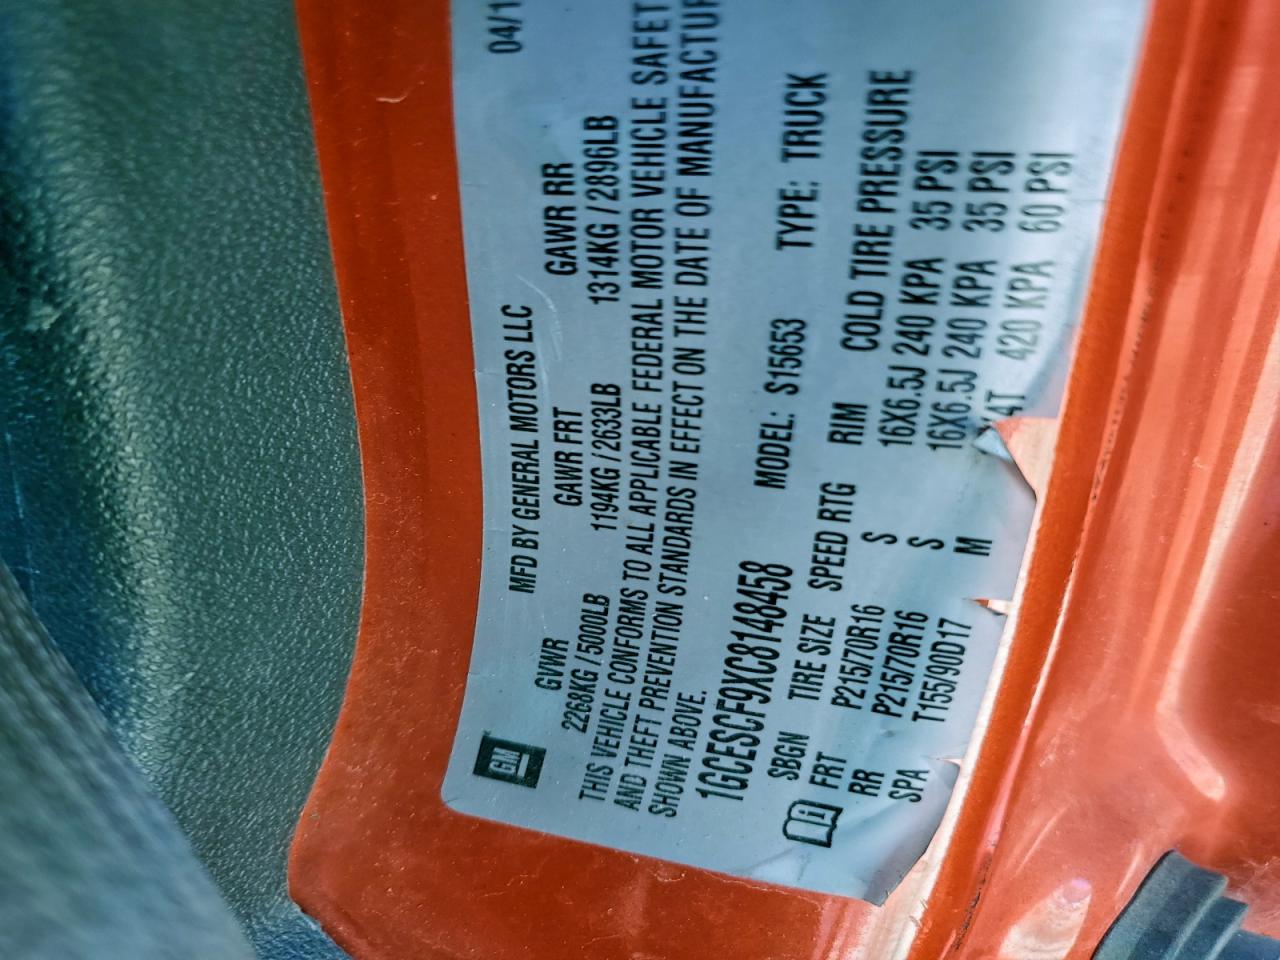 GM
MFD BY GENERAL MOTORS LLC 04/1
GVWR GAWR FRT GAWR RR
2268KG / 5000LB 1194KG / 2633LB 1314KG / 2896LB
THIS VEHICLE CONFORMS TO ALL APPLICABLE FEDERAL MOTOR VEHICLE SAFET
AND THEFT PREVENTION STANDARDS IN EFFECT ON THE DATE OF MANUFACTUR
SHOWN ABOVE.
1GCESCF9XC8148458 MODEL: S15653 TYPE: TRUCK
SBGN TIRE SIZE SPEED RTG RIM COLD TIRE PRESSURE
FRT P215/70R16 S 16X6.5J 240 KPA 35 PSI
RR P215/70R16 S 16X6.5J 240 KPA 35 PSI
SPA T155/90D17 M 4T 420 KPA 60 PSI